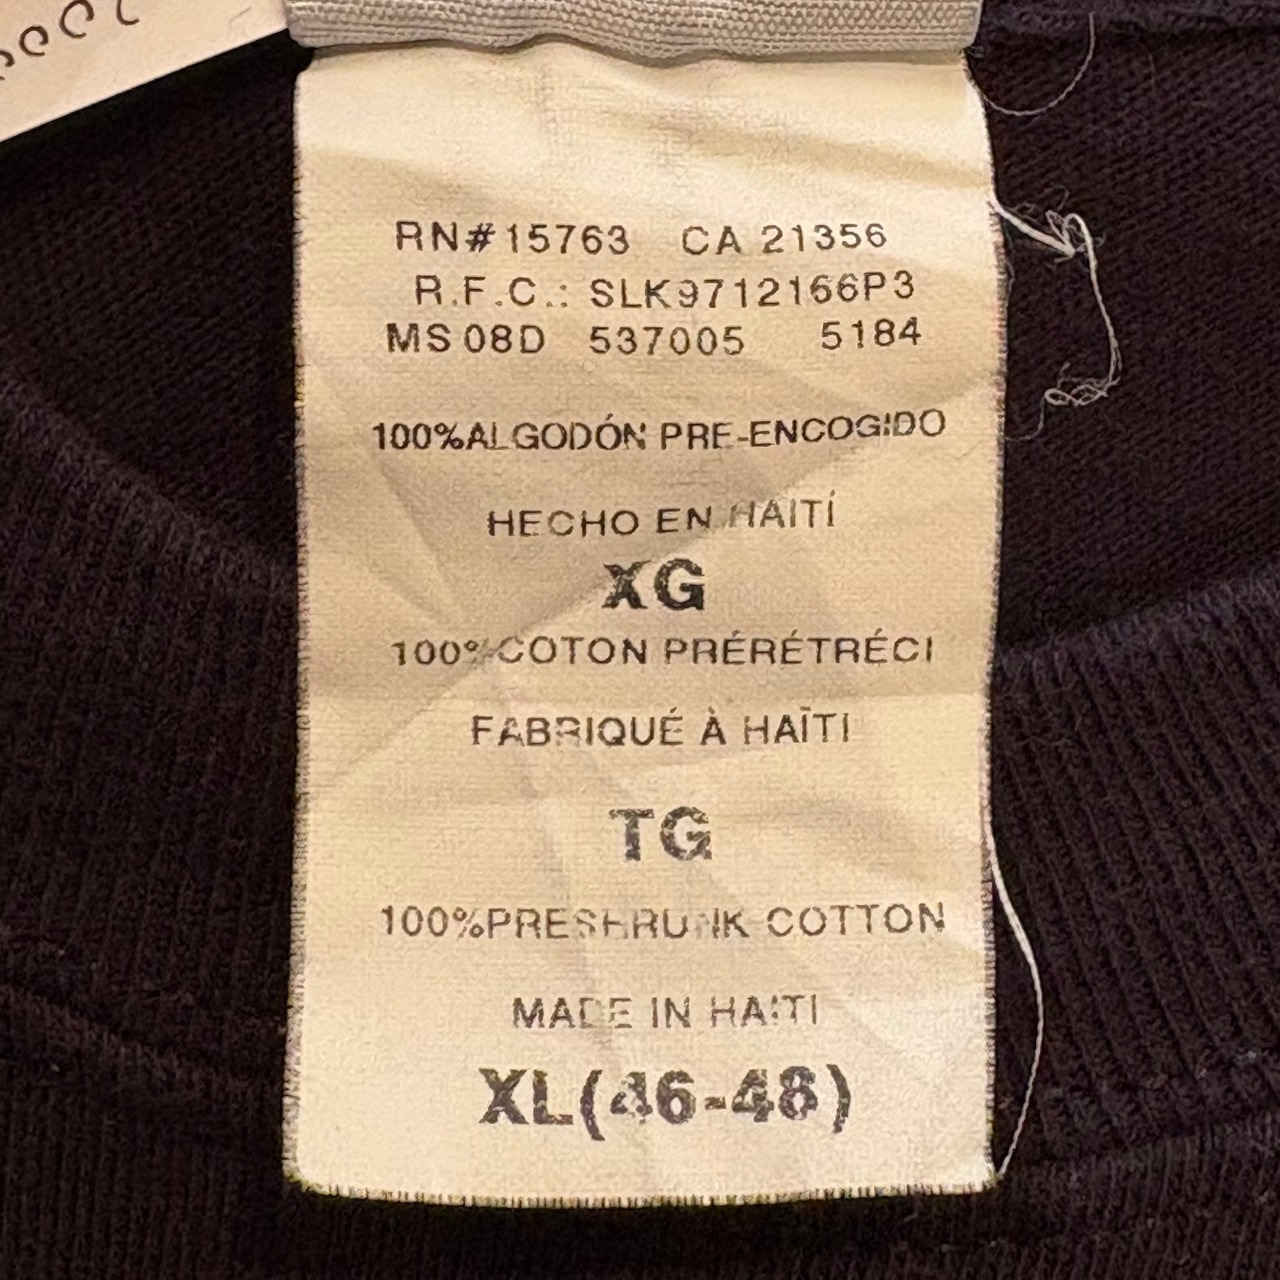 RN#15763 CA 21356
R.F.C.: SLK9712166P3
MS 08D 537005 5184
100%ALGODÓN PRE-ENCOGIDO
HECHO EN HAITÍ
XG
100%COTON PRÉRÉTRÉCI
FABRIQUÉ À HAÏTI
TG
100%PRESHRUNK COTTON
MADE IN HAITI
XL(46-48)